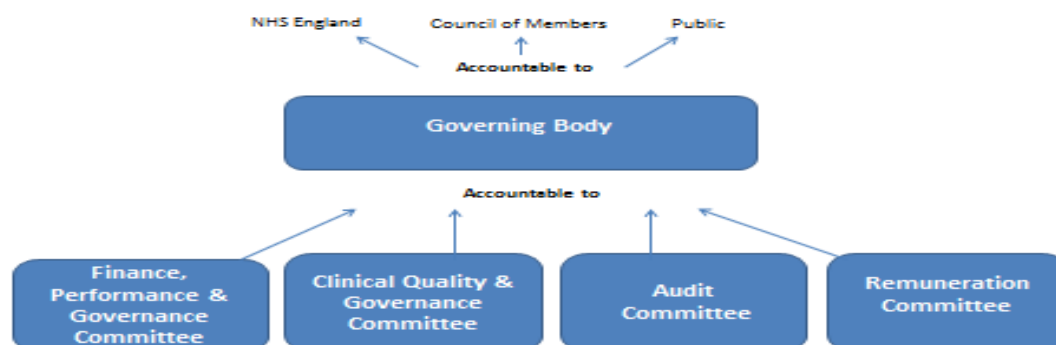 NHS England
Council of Members
Public
Accountable to
Governing Body
Accountable to
Finance,
Performance &
Governance
Committee
Clinical Quality &
Governance
Committee
Audit
Committee
Remuneration
Committee